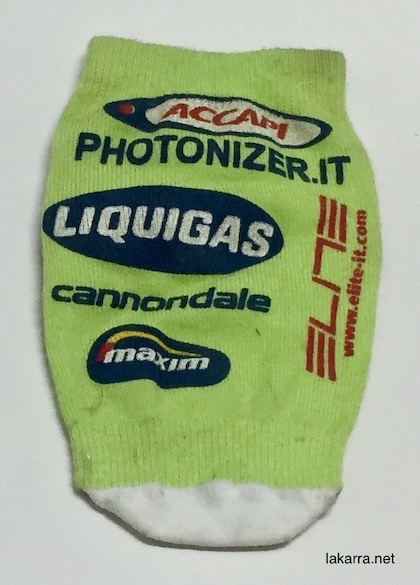 ACCAPI
PHOTONIZER.IT
LIQUIGAS
cannondale
maxim
ELITE
www.elite-it.com
lakarra.net